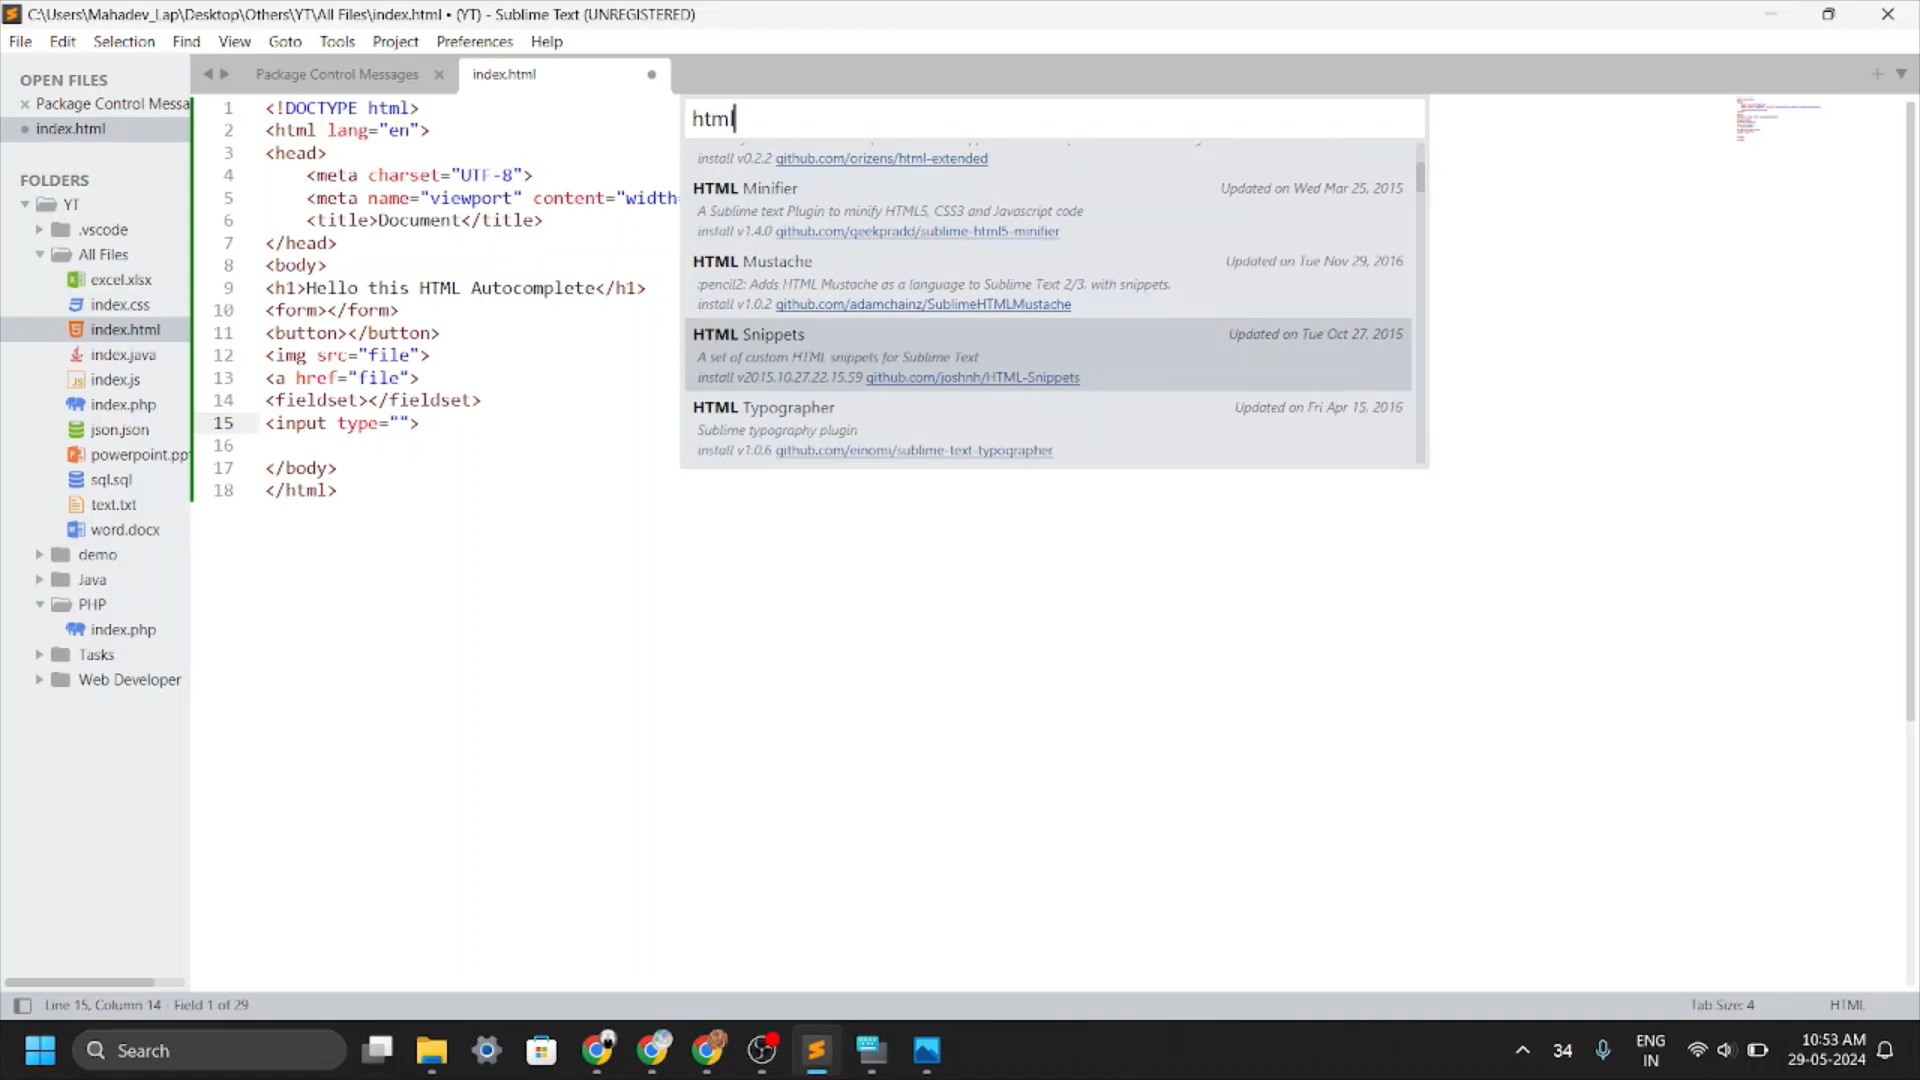 C:\Users\Mahadev_Lap\Desktop\Others\YT\All Files\index.html • (YT) - Sublime Text (UNREGISTERED)
File Edit Selection Find View Goto Tools Project Preferences Help
OPEN FILES
Package Control Messa
index.html
FOLDERS
YT
.vscode
All Files
excel.xlsx
index.css
index.html
index.java
index.js
index.php
json.json
powerpoint.pp
sql.sql
text.txt
word.docx
demo
Java
PHP
index.php
Tasks
Web Developer
Package Control Messages
index.html
1 <!DOCTYPE html>
2 <html lang="en">
3 <head>
4 <meta charset="UTF-8">
5 <meta name="viewport" content="width=
6 <title>Document</title>
7 </head>
8 <body>
9 <h1>Hello this HTML Autocomplete</h1>
10 <form></form>
11 <button></button>
12 <img src="file">
13 <a href="file">
14 <fieldset></fieldset>
15 <input type="">
16
17 </body>
18 </html>
html
install v0.2.2 github.com/orizens/html-extended
HTML Minifier Updated on Wed Mar 25, 2015
A Sublime text Plugin to minify HTML5, CSS3 and Javascript code
install v1.4.0 github.com/geekpradd/sublime-html5-minifier
HTML Mustache Updated on Tue Nov 29, 2016
:pencil2: Adds HTML Mustache as a language to Sublime Text 2/3, with snippets.
install v1.0.2 github.com/adamchainz/SublimeHTMLMustache
HTML Snippets Updated on Tue Oct 27, 2015
A set of custom HTML snippets for Sublime Text
install v2015.10.27.22.15.59 github.com/joshnh/HTML-Snippets
HTML Typographer Updated on Fri Apr 15, 2016
Sublime typography plugin
install v1.0.6 github.com/einomi/sublime-text-typographer
Line 15, Column 14 - Field 1 of 29
Tab Size: 4 HTML
Search
34
ENG
IN
10:53 AM
29-05-2024